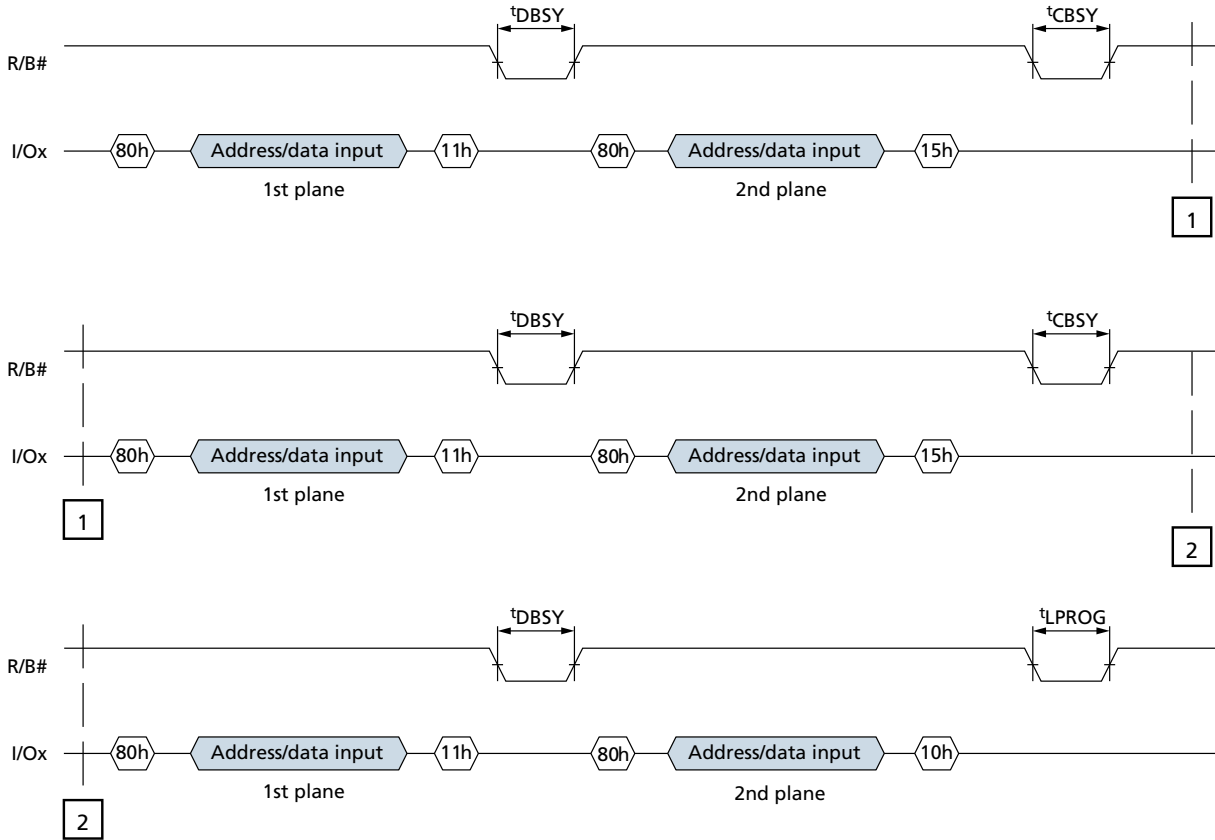 tDBSY tCBSY
R/B#
I/Ox 80h Address/data input 11h 80h Address/data input 15h
1st plane 2nd plane
1
tDBSY tCBSY
R/B#
I/Ox 80h Address/data input 11h 80h Address/data input 15h
1st plane 2nd plane
1
2
tDBSY tLPROG
R/B#
I/Ox 80h Address/data input 11h 80h Address/data input 10h
1st plane 2nd plane
2